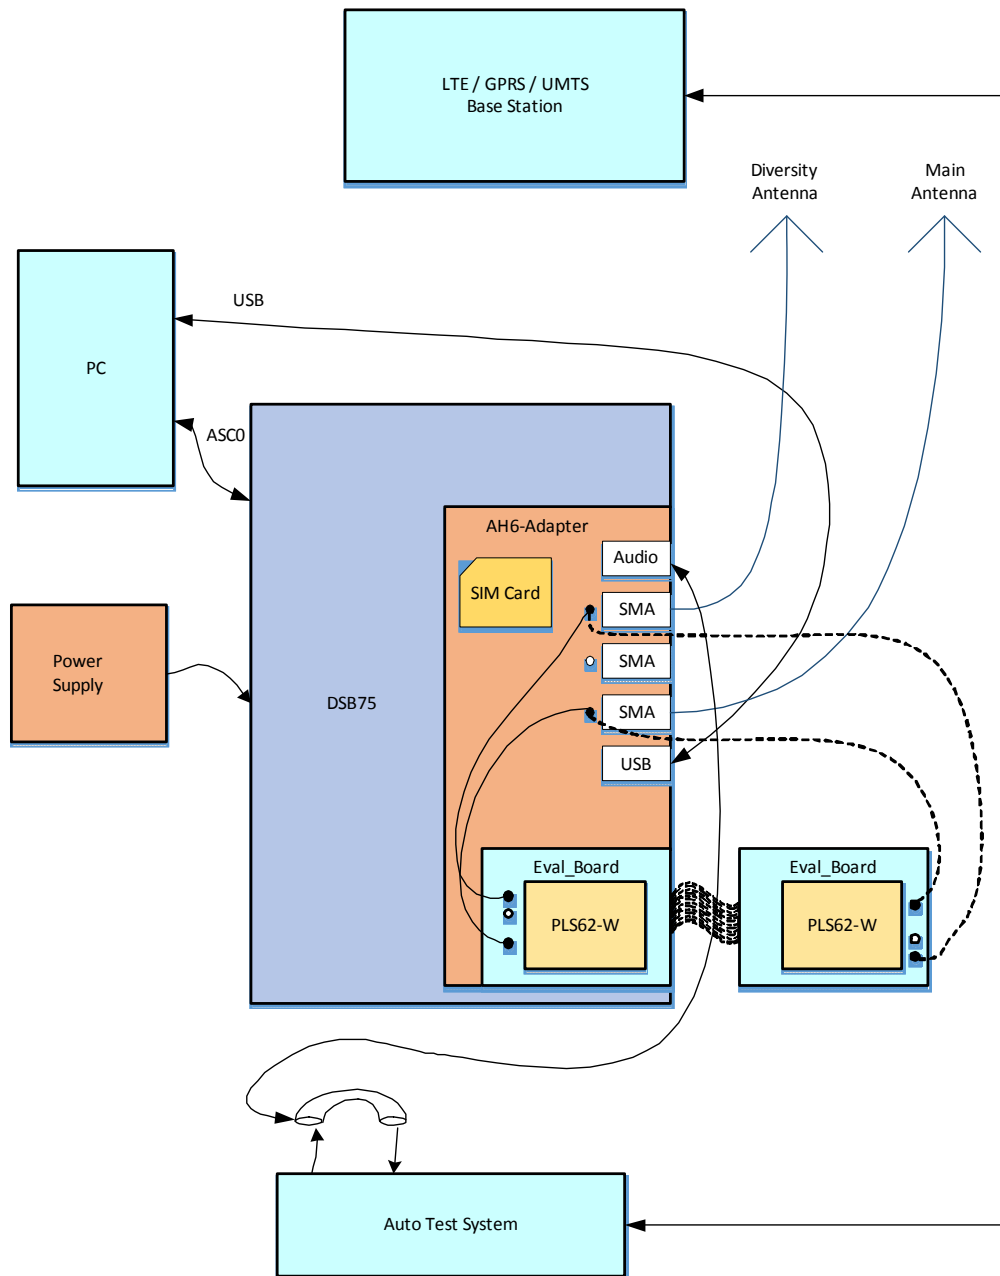 LTE / GPRS / UMTS
Base Station
Diversity
Antenna
Main
Antenna
USB
PC
ASC0
AH6-Adapter
Audio
SIM Card
SMA
SMA
Power
Supply
DSB75
SMA
USB
Eval_Board
PLS62-W
Eval_Board
PLS62-W
Auto Test System